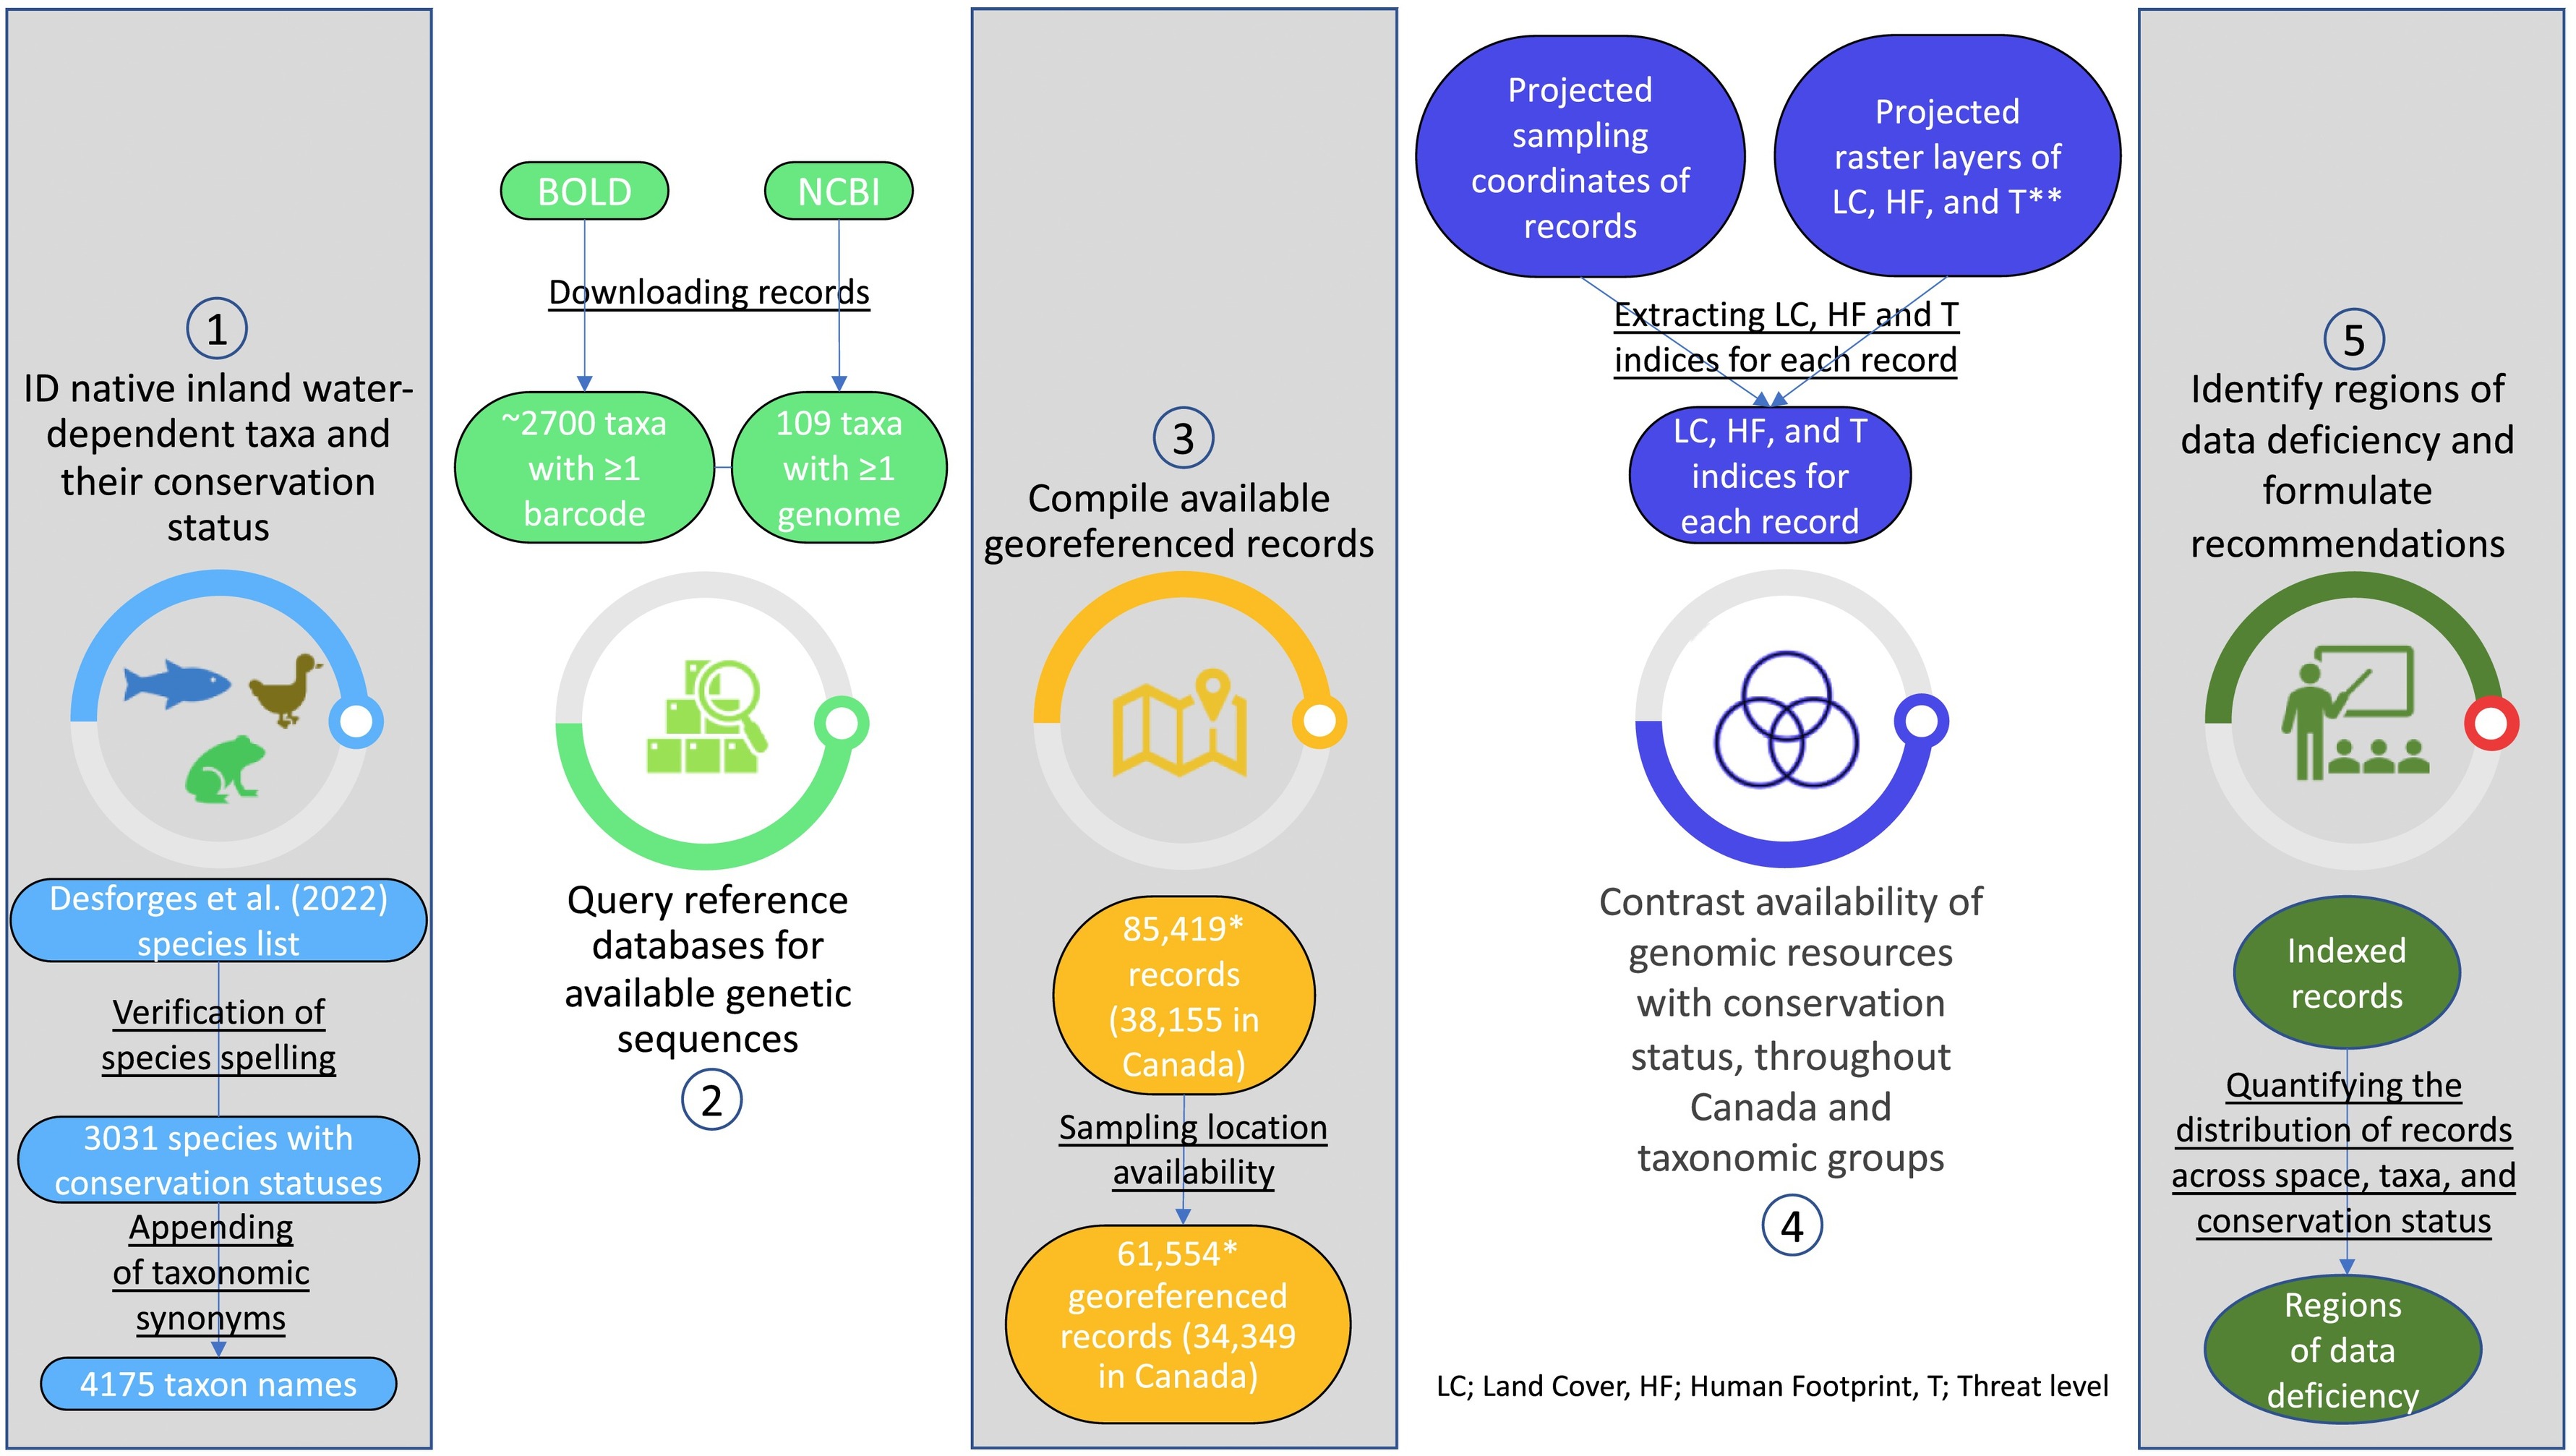 1
ID native inland water-
dependent taxa and
their conservation
status
Desforges et al. (2022)
species list
Verification of
species spelling
3031 species with
conservation statuses
Appending
of taxonomic
synonyms
4175 taxon names
BOLD
NCBI
Downloading records
~2700 taxa
with ≥1
barcode
109 taxa
with ≥1
genome
Query reference
databases for
available genetic
sequences
2
3
Compile available
georeferenced records
85,419*
records
(38,155 in
Canada)
Sampling location
availability
61,554*
georeferenced
records (34,349
in Canada)
Projected
sampling
coordinates of
records
Projected
raster layers of
LC, HF, and T**
Extracting LC, HF and T
indices for each record
LC, HF, and T
indices for
each record
Contrast availability of
genomic resources
with conservation
status, throughout
Canada and
taxonomic groups
4
LC; Land Cover, HF; Human Footprint, T; Threat level
5
Identify regions of
data deficiency and
formulate
recommendations
Indexed
records
Quantifying the
distribution of records
across space, taxa, and
conservation status
Regions
of data
deficiency